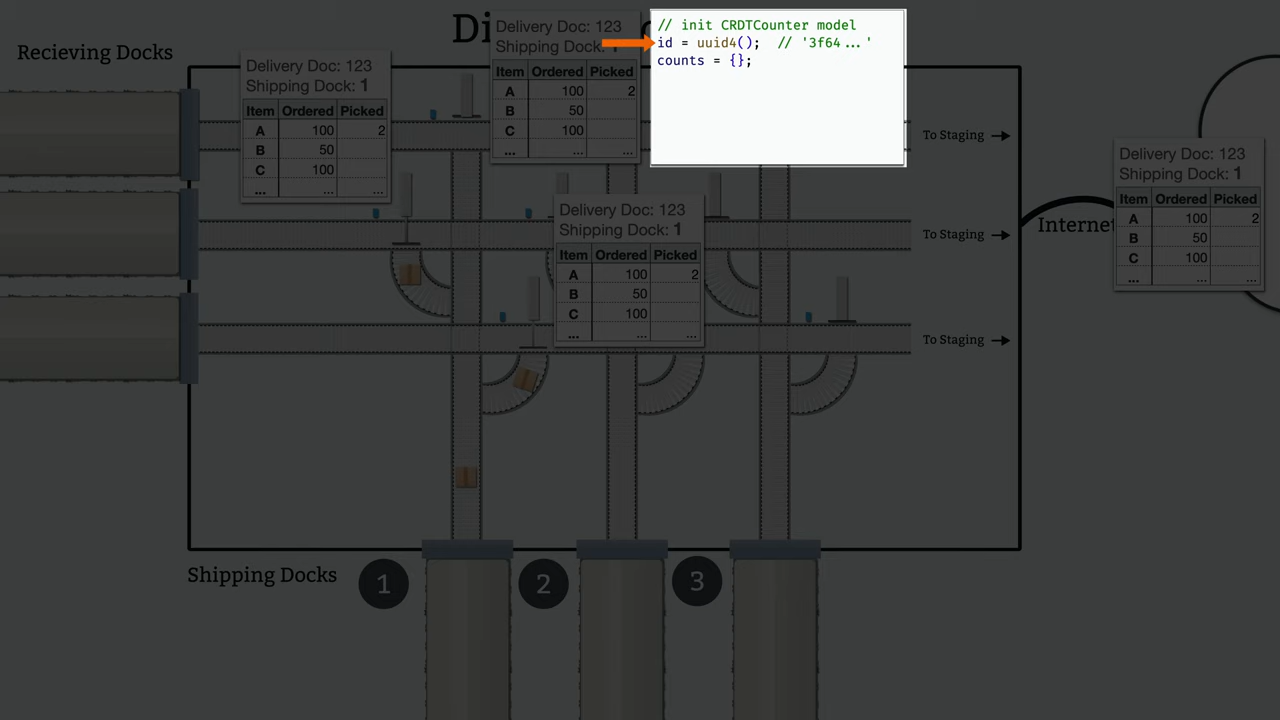 Di
Recieving Docks
Delivery Doc: 123
Shipping Dock: 1
Item Ordered Picked
A 100 2
B 50
C 100
... ... ...
Delivery Doc: 123
Shipping Dock: 1
Item Ordered Picked
A 100 2
B 50
C 100
... ... ...
// init CRDTCounter model
id = uuid4();  // '3f64...'
counts = {};
To Staging
To Staging
To Staging
Delivery Doc: 123
Shipping Dock: 1
Item Ordered Picked
A 100 2
B 50
C 100
... ... ...
Internet
Delivery Doc: 123
Shipping Dock: 1
Item Ordered Picked
A 100 2
B 50
C 100
... ... ...
Shipping Docks
1
2
3